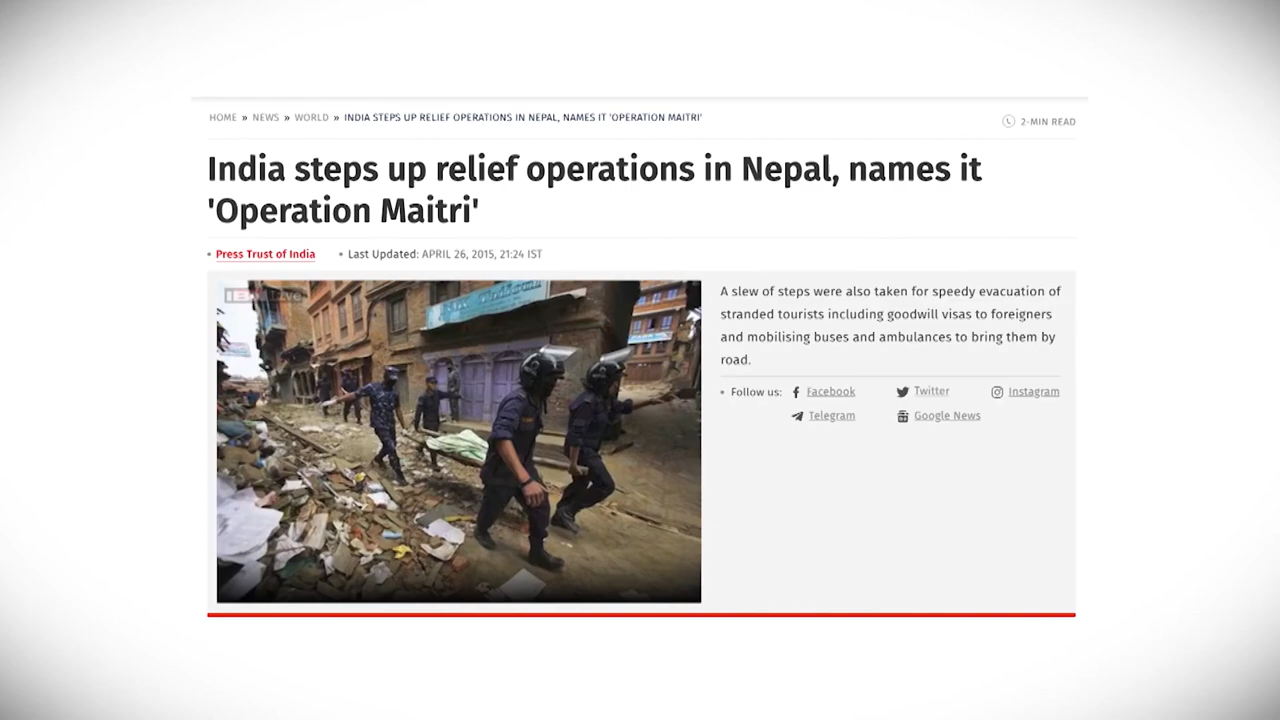 HOME » NEWS » WORLD » INDIA STEPS UP RELIEF OPERATIONS IN NEPAL, NAMES IT 'OPERATION MAITRI'
2-MIN READ
India steps up relief operations in Nepal, names it
'Operation Maitri'
• Press Trust of India • Last Updated: APRIL 26, 2015, 21:24 IST
A slew of steps were also taken for speedy evacuation of
stranded tourists including goodwill visas to foreigners
and mobilising buses and ambulances to bring them by
road.
• Follow us: Facebook Twitter Instagram
Telegram Google News